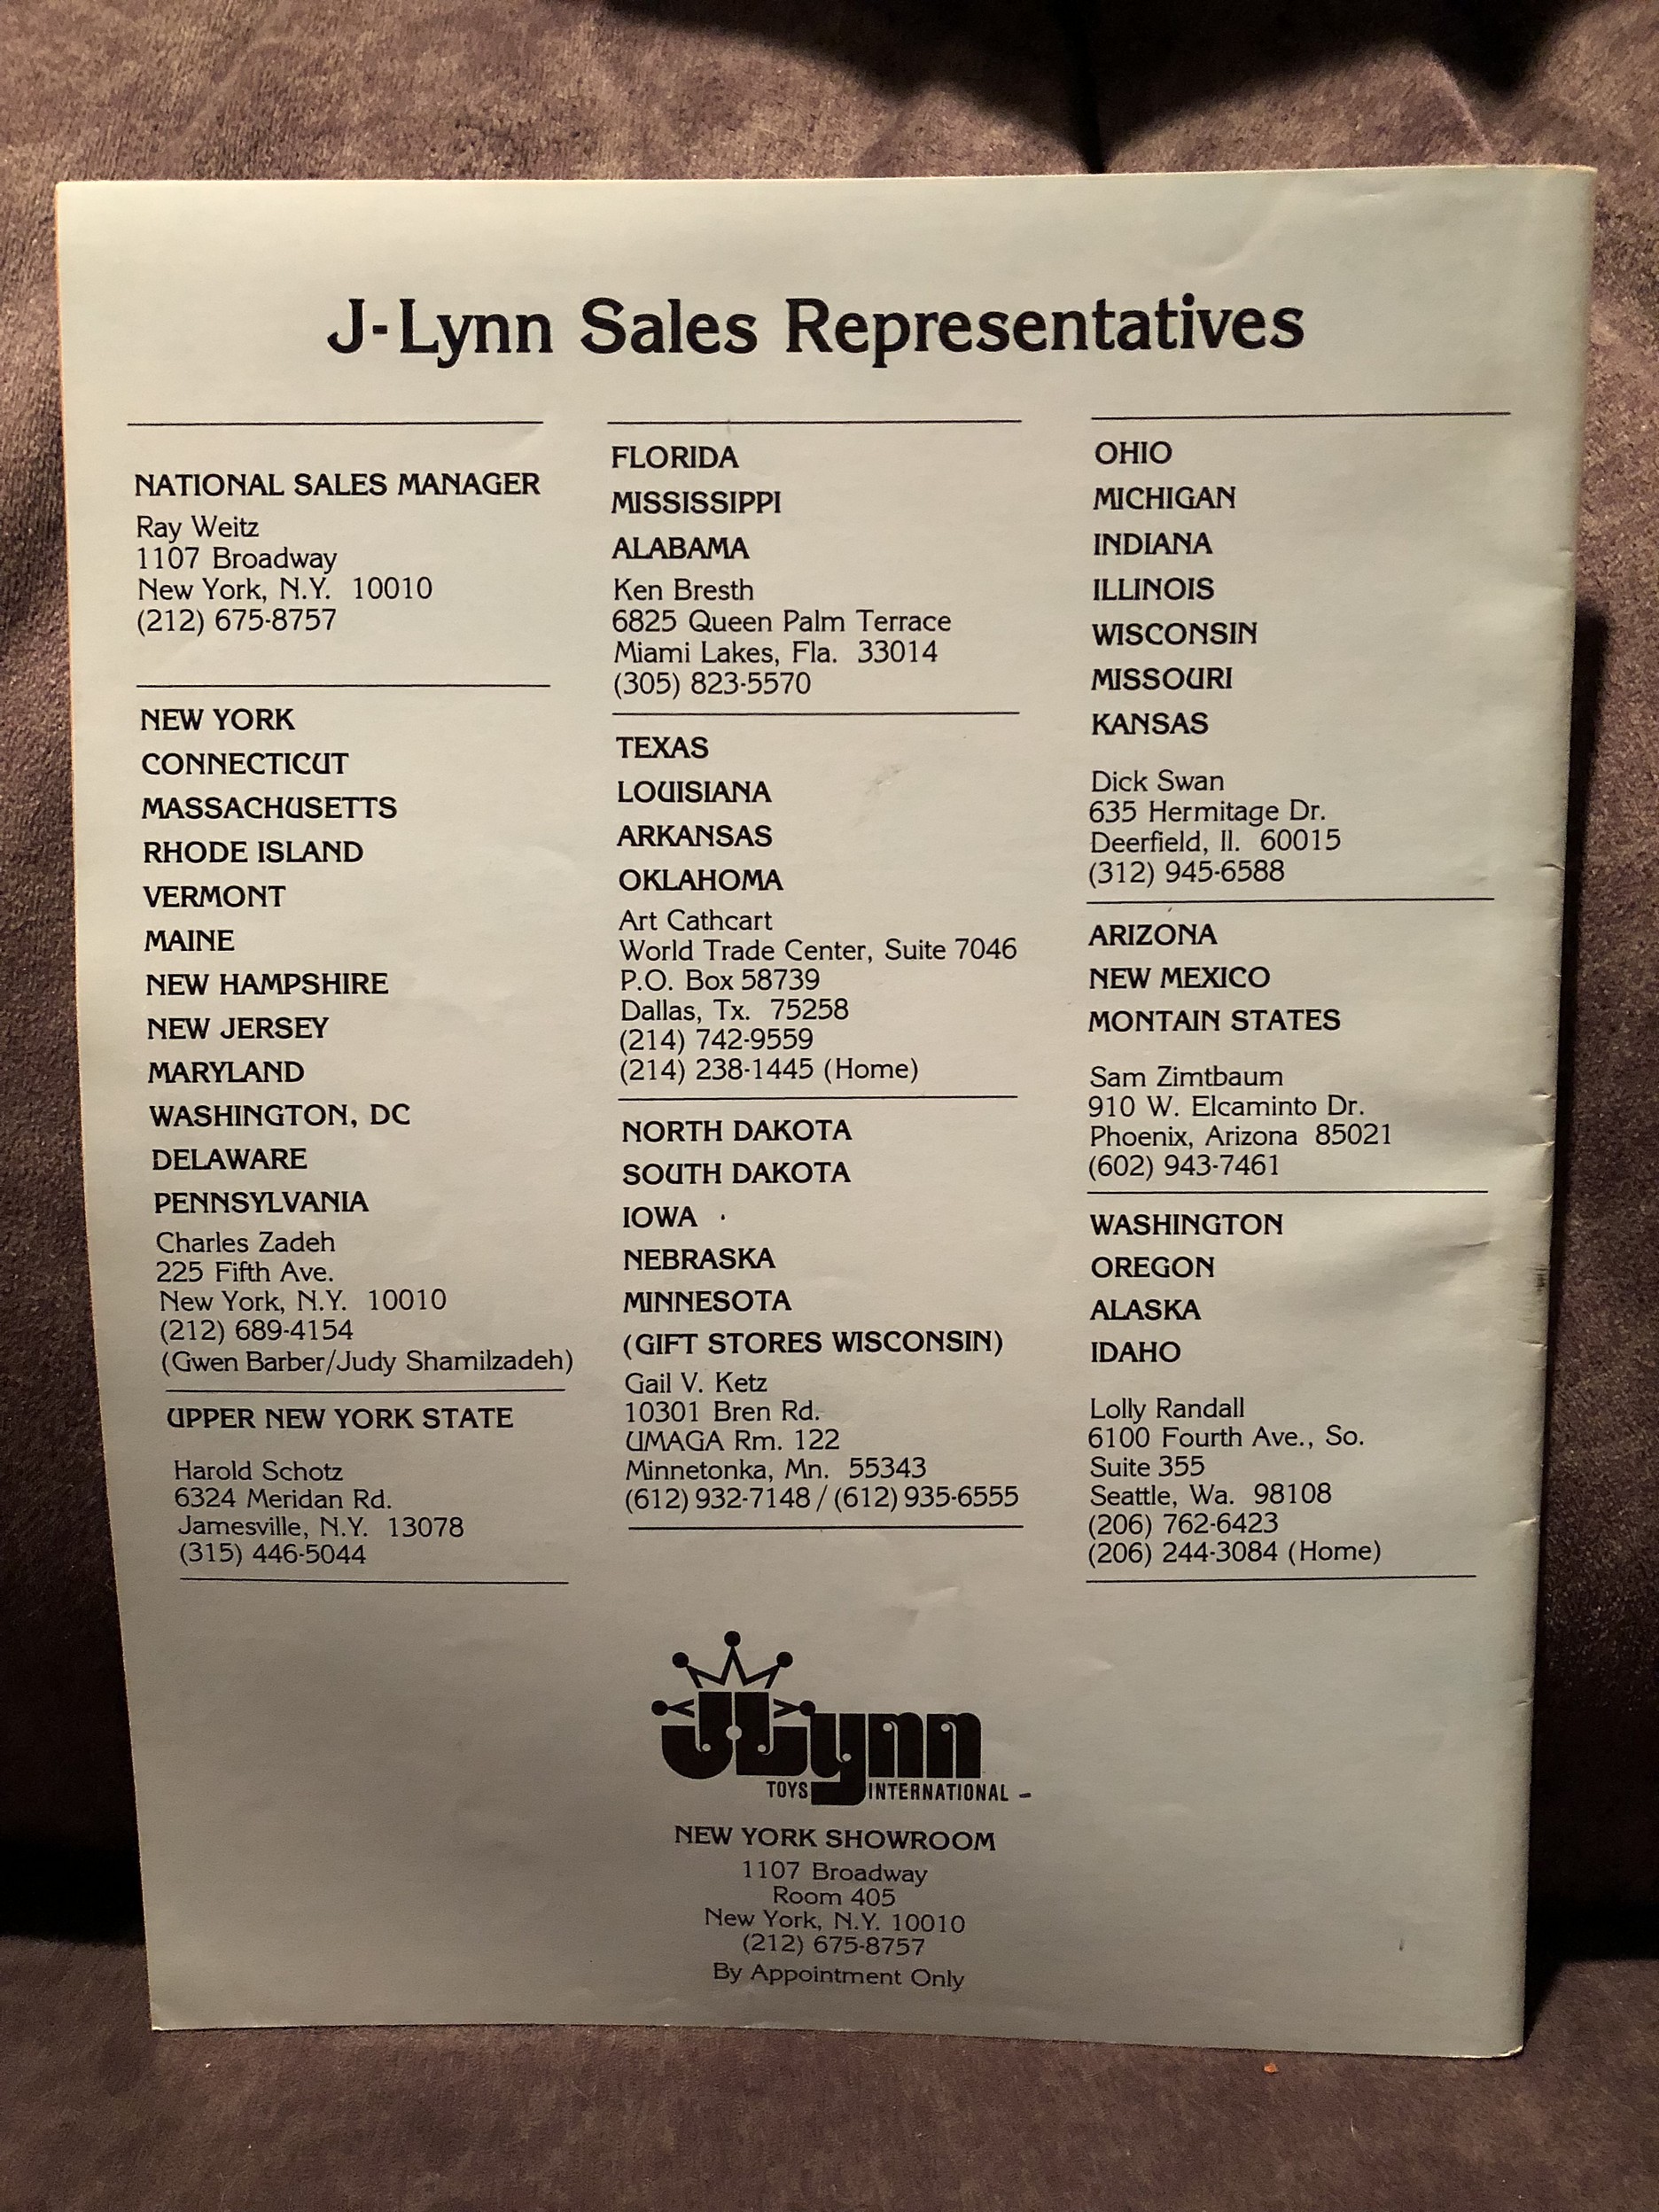 J-Lynn Sales Representatives
NATIONAL SALES MANAGER
Ray Weitz
1107 Broadway
New York, N.Y. 10010
(212) 675-8757
NEW YORK
CONNECTICUT
MASSACHUSETTS
RHODE ISLAND
VERMONT
MAINE
NEW HAMPSHIRE
NEW JERSEY
MARYLAND
WASHINGTON, DC
DELAWARE
PENNSYLVANIA
Charles Zadeh
225 Fifth Ave.
New York, N.Y. 10010
(212) 689-4154
(Gwen Barber/Judy Shamilzadeh)
UPPER NEW YORK STATE
Harold Schotz
6324 Meridan Rd.
Jamesville, N.Y. 13078
(315) 446-5044
FLORIDA
MISSISSIPPI
ALABAMA
Ken Bresth
6825 Queen Palm Terrace
Miami Lakes, Fla. 33014
(305) 823-5570
TEXAS
LOUISIANA
ARKANSAS
OKLAHOMA
Art Cathcart
World Trade Center, Suite 7046
P.O. Box 58739
Dallas, Tx. 75258
(214) 742-9559
(214) 238-1445 (Home)
NORTH DAKOTA
SOUTH DAKOTA
IOWA
NEBRASKA
MINNESOTA
(GIFT STORES WISCONSIN)
Gail V. Ketz
10301 Bren Rd.
UMAGA Rm. 122
Minnetonka, Mn. 55343
(612) 932-7148 / (612) 935-6555
OHIO
MICHIGAN
INDIANA
ILLINOIS
WISCONSIN
MISSOURI
KANSAS
Dick Swan
635 Hermitage Dr.
Deerfield, Il. 60015
(312) 945-6588
ARIZONA
NEW MEXICO
MONTAIN STATES
Sam Zimtbaum
910 W. Elcaminto Dr.
Phoenix, Arizona 85021
(602) 943-7461
WASHINGTON
OREGON
ALASKA
IDAHO
Lolly Randall
6100 Fourth Ave., So.
Suite 355
Seattle, Wa. 98108
(206) 762-6423
(206) 244-3084 (Home)
J-Lynn
TOYS INTERNATIONAL -
NEW YORK SHOWROOM
1107 Broadway
Room 405
New York, N.Y. 10010
(212) 675-8757
By Appointment Only